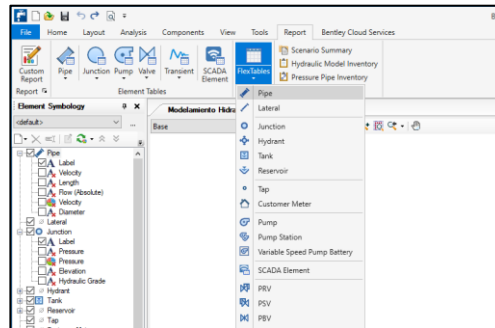 File Home Layout Analysis Components View Tools Report Bentley Cloud Services
Custom Report
Pipe
Junction
Pump
Valve
Transient
SCADA Element
FlexTables
Scenario Summary
Hydraulic Model Inventory
Pressure Pipe Inventory
Report
Element Tables
Element Symbology
<default>
Pipe
Label
Velocity
Length
Flow (Absolute)
Velocity
Diameter
Lateral
Junction
Label
Pressure
Pressure
Elevation
Hydraulic Grade
Hydrant
Tank
Reservoir
Tap
Modelamiento Hidra
Base
Pipe
Lateral
Junction
Hydrant
Tank
Reservoir
Tap
Customer Meter
Pump
Pump Station
Variable Speed Pump Battery
SCADA Element
PRV
PSV
PBV